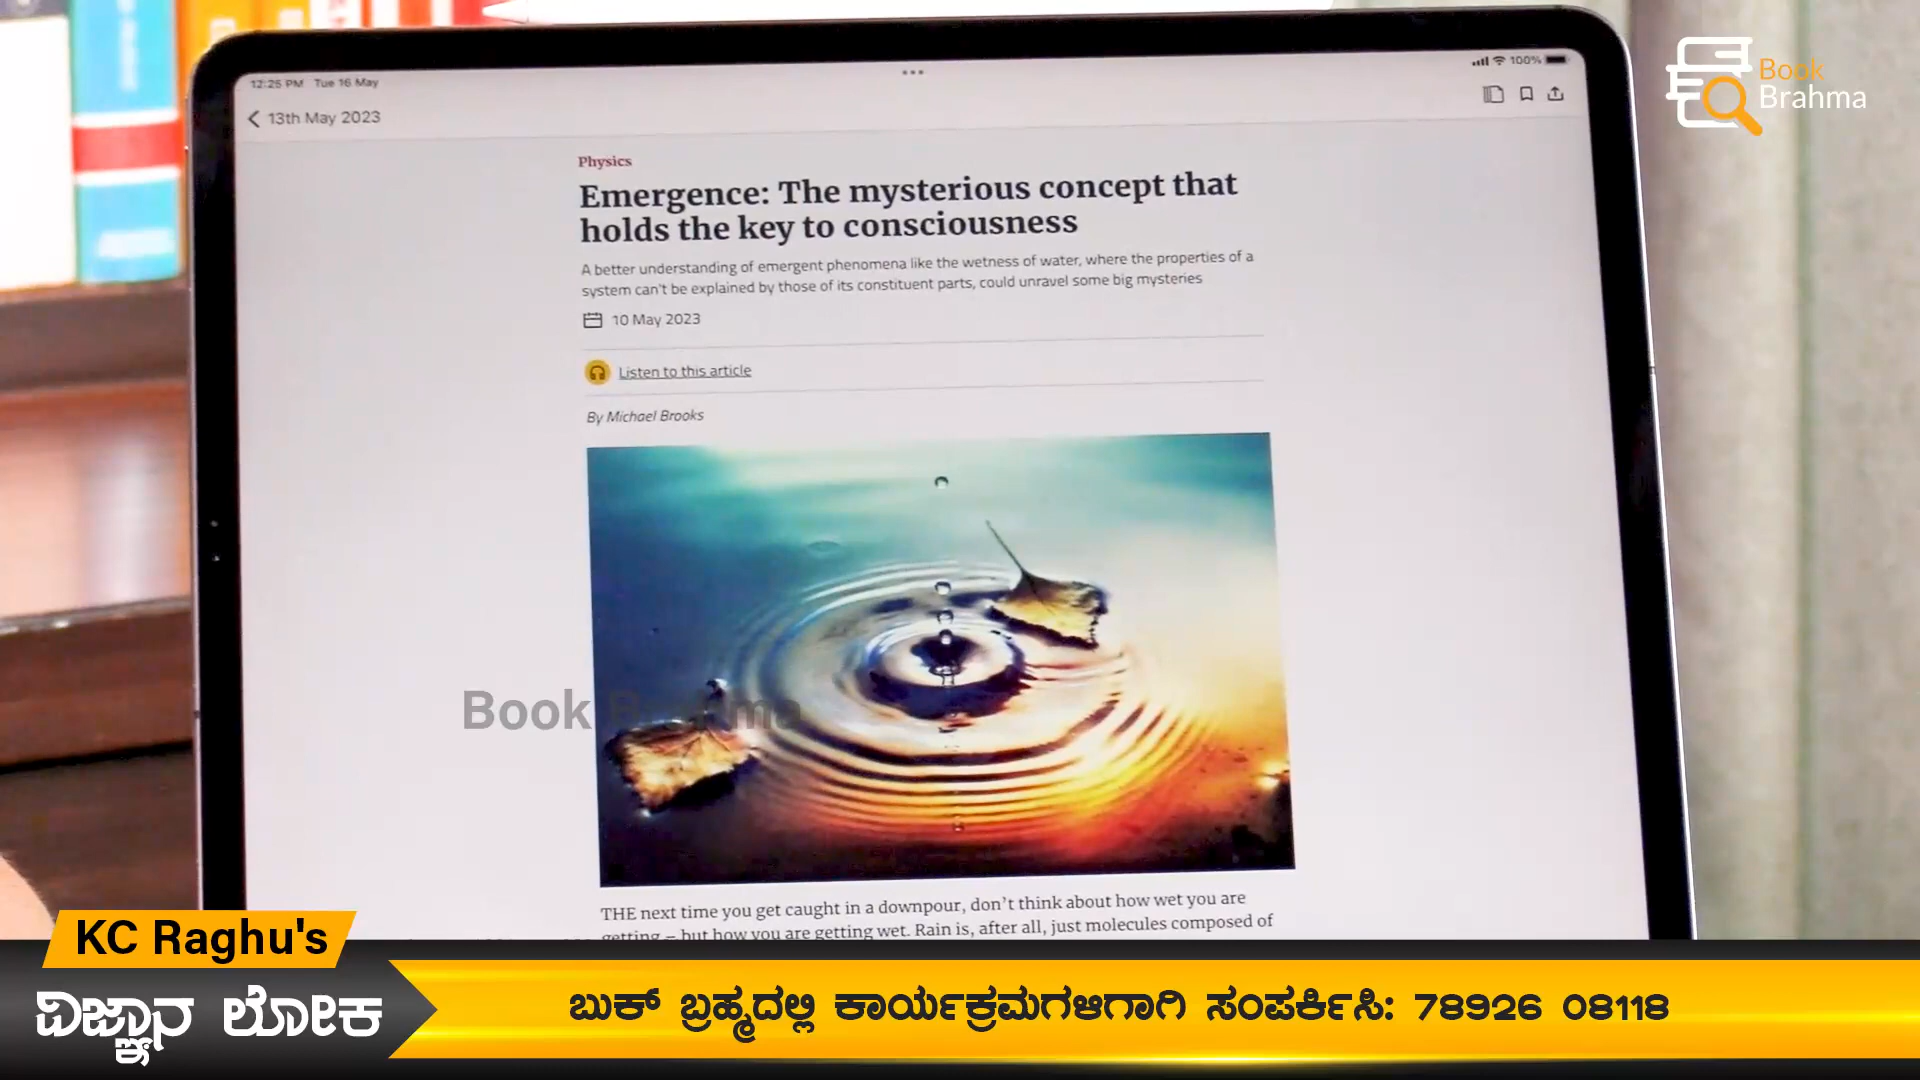 12:25 PM Tue 16 May
100%
13th May 2023
Book
Brahma
Physics
Emergence: The mysterious concept that
holds the key to consciousness
A better understanding of emergent phenomena like the wetness of water, where the properties of a
system can't be explained by those of its constituent parts, could unravel some big mysteries
10 May 2023
Listen to this article
By Michael Brooks
Book Brahma
THE next time you get caught in a downpour, don't think about how wet you are
getting – but how you are getting wet. Rain is, after all, just molecules composed of
KC Raghu's
ವಿಜ್ಞಾನ ಲೋಕ
ಬುಕ್ ಬ್ರಹ್ಮದಲ್ಲಿ ಕಾರ್ಯಕ್ರಮಗಳಿಗಾಗಿ ಸಂಪರ್ಕಿಸಿ: 78926 08118